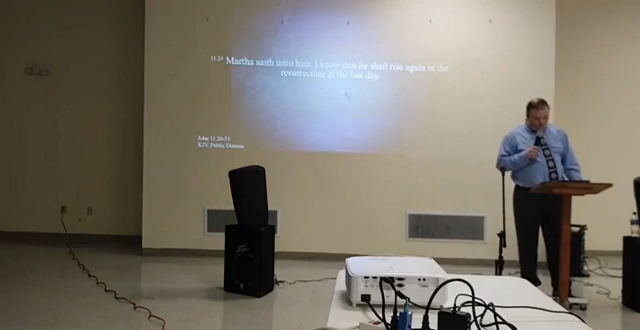 11:24 Martha saith unto him, I know that he shall rise again in the
resurrection at the last day.
John 11:20-35
KJV, Public Domain